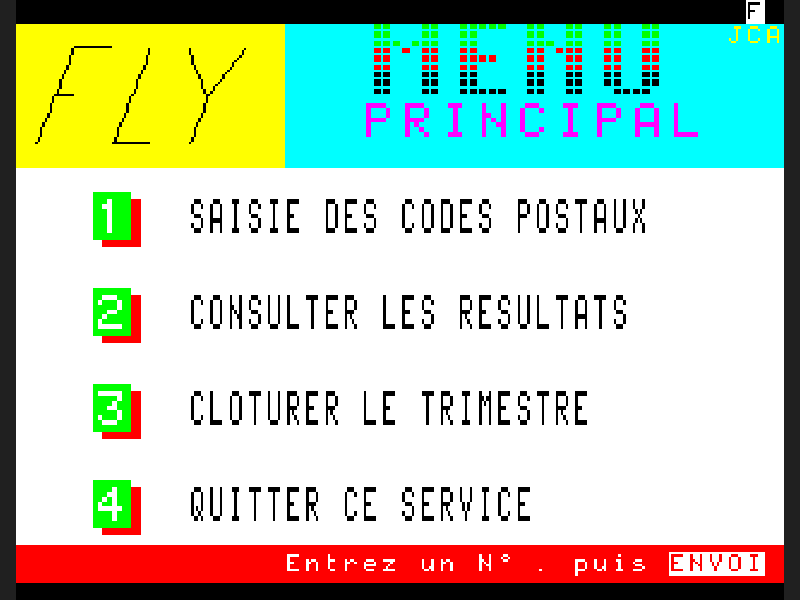 F
JCA
FLY
MENU
PRINCIPAL
1 SAISIE DES CODES POSTAUX
2 CONSULTER LES RESULTATS
3 CLOTURER LE TRIMESTRE
4 QUITTER CE SERVICE
Entrez un N° . puis ENVOI